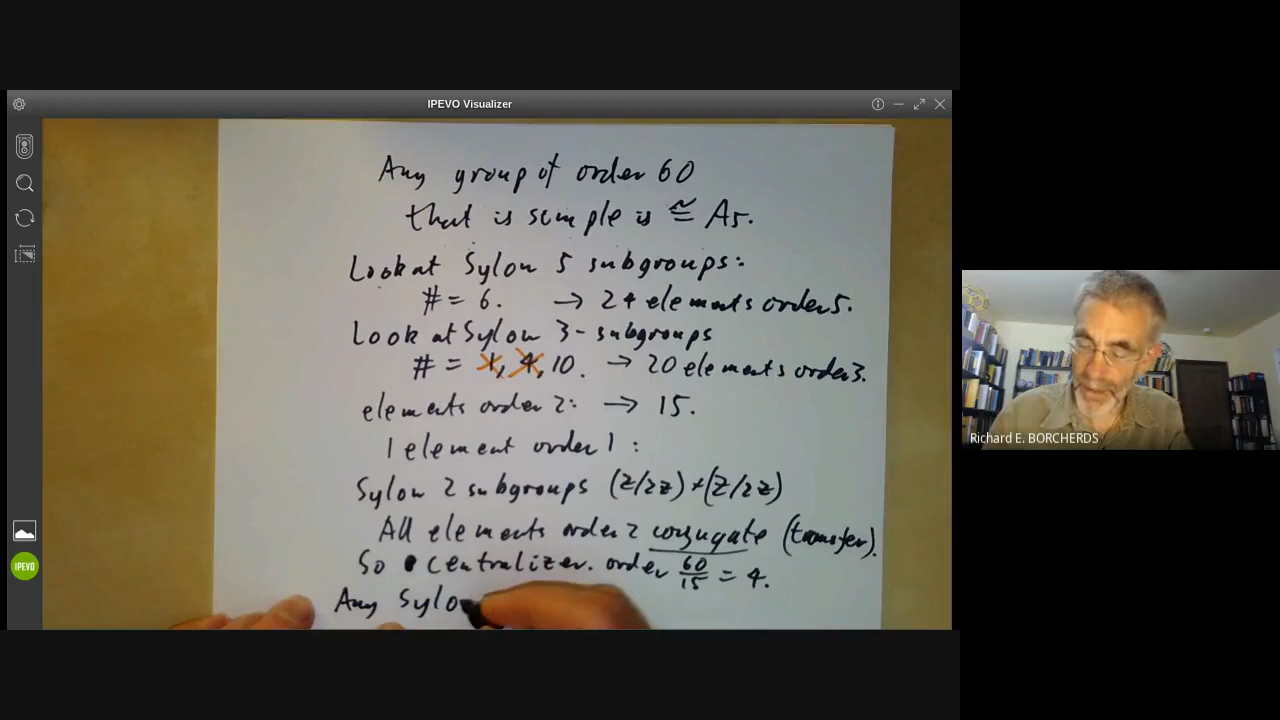 IPEVO Visualizer
Any group of order 60
that is simple is ≅ A5.
Look at Sylow 5 subgroups:
# = 6. → 24 elements order 5.
Look at Sylow 3-subgroups
# = 1, 4, 10. → 20 elements order 3.
elements order 2: → 15.
1 element order 1:
Sylow 2 subgroups (Z/2Z)×(Z/2Z)
All elements order 2 conjugate (transfer).
So centralizer. order 60/15 = 4.
Any Sylo
IPEVO
Richard E. BORCHERDS